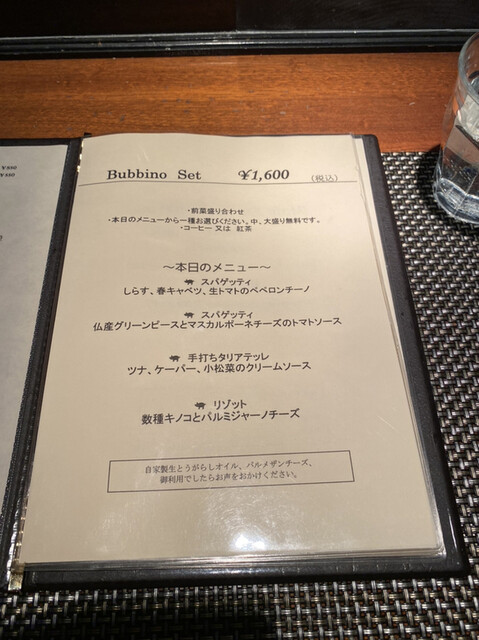 Bubbino Set ¥1,600 (税込)
・前菜盛り合わせ
・本日のメニューから一種お選びください。中、大盛り無料です。
・コーヒー 又は 紅茶
～本日のメニュー～
スパゲッティ
しらす、春キャベツ、生トマトのペペロンチーノ
スパゲッティ
仏産グリーンピースとマスカルポーネチーズのトマトソース
手打ちタリアテッレ
ツナ、ケーパー、小松菜のクリームソース
リゾット
数種キノコとパルミジャーノチーズ
自家製生とうがらしオイル、パルメザンチーズ、
御利用でしたらお声をおかけください。